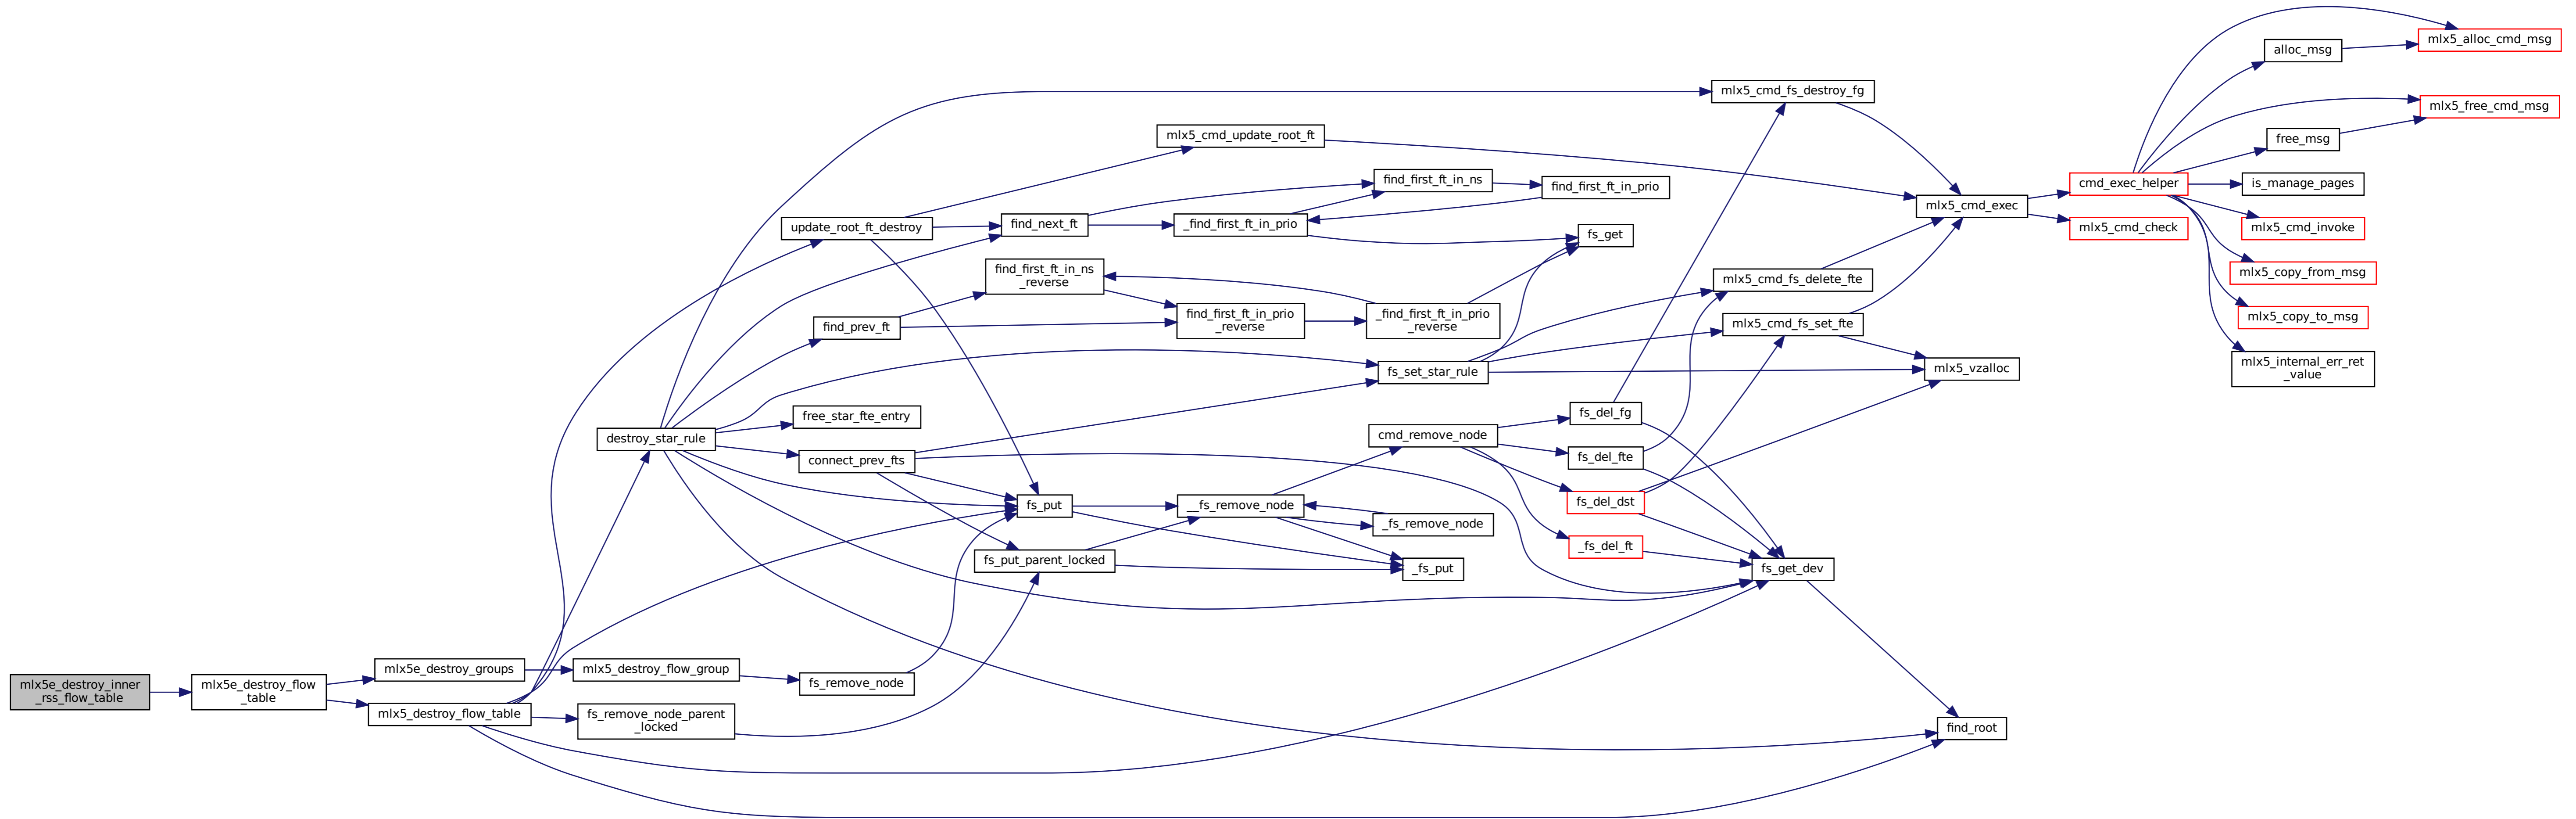 mlx5e_destroy_inner
_rss_flow_table
mlx5e_destroy_flow
_table
mlx5e_destroy_groups
mlx5_destroy_flow_table
mlx5_destroy_flow_group
fs_remove_node_parent
_locked
destroy_star_rule
update_root_ft_destroy
find_prev_ft
free_star_fte_entry
connect_prev_fts
fs_remove_node
find_next_ft
find_first_ft_in_ns
_reverse
fs_put
fs_put_parent_locked
mlx5_cmd_update_root_ft
_find_first_ft_in_prio
find_first_ft_in_prio
_reverse
__fs_remove_node
find_first_ft_in_ns
_find_first_ft_in_prio
_reverse
fs_set_star_rule
cmd_remove_node
_fs_remove_node
_fs_put
find_first_ft_in_prio
fs_get
fs_del_fg
fs_del_fte
fs_del_dst
_fs_del_ft
mlx5_cmd_fs_destroy_fg
mlx5_cmd_fs_delete_fte
mlx5_cmd_fs_set_fte
fs_get_dev
mlx5_cmd_exec
mlx5_vzalloc
find_root
cmd_exec_helper
mlx5_cmd_check
alloc_msg
free_msg
is_manage_pages
mlx5_cmd_invoke
mlx5_copy_from_msg
mlx5_copy_to_msg
mlx5_internal_err_ret
_value
mlx5_alloc_cmd_msg
mlx5_free_cmd_msg